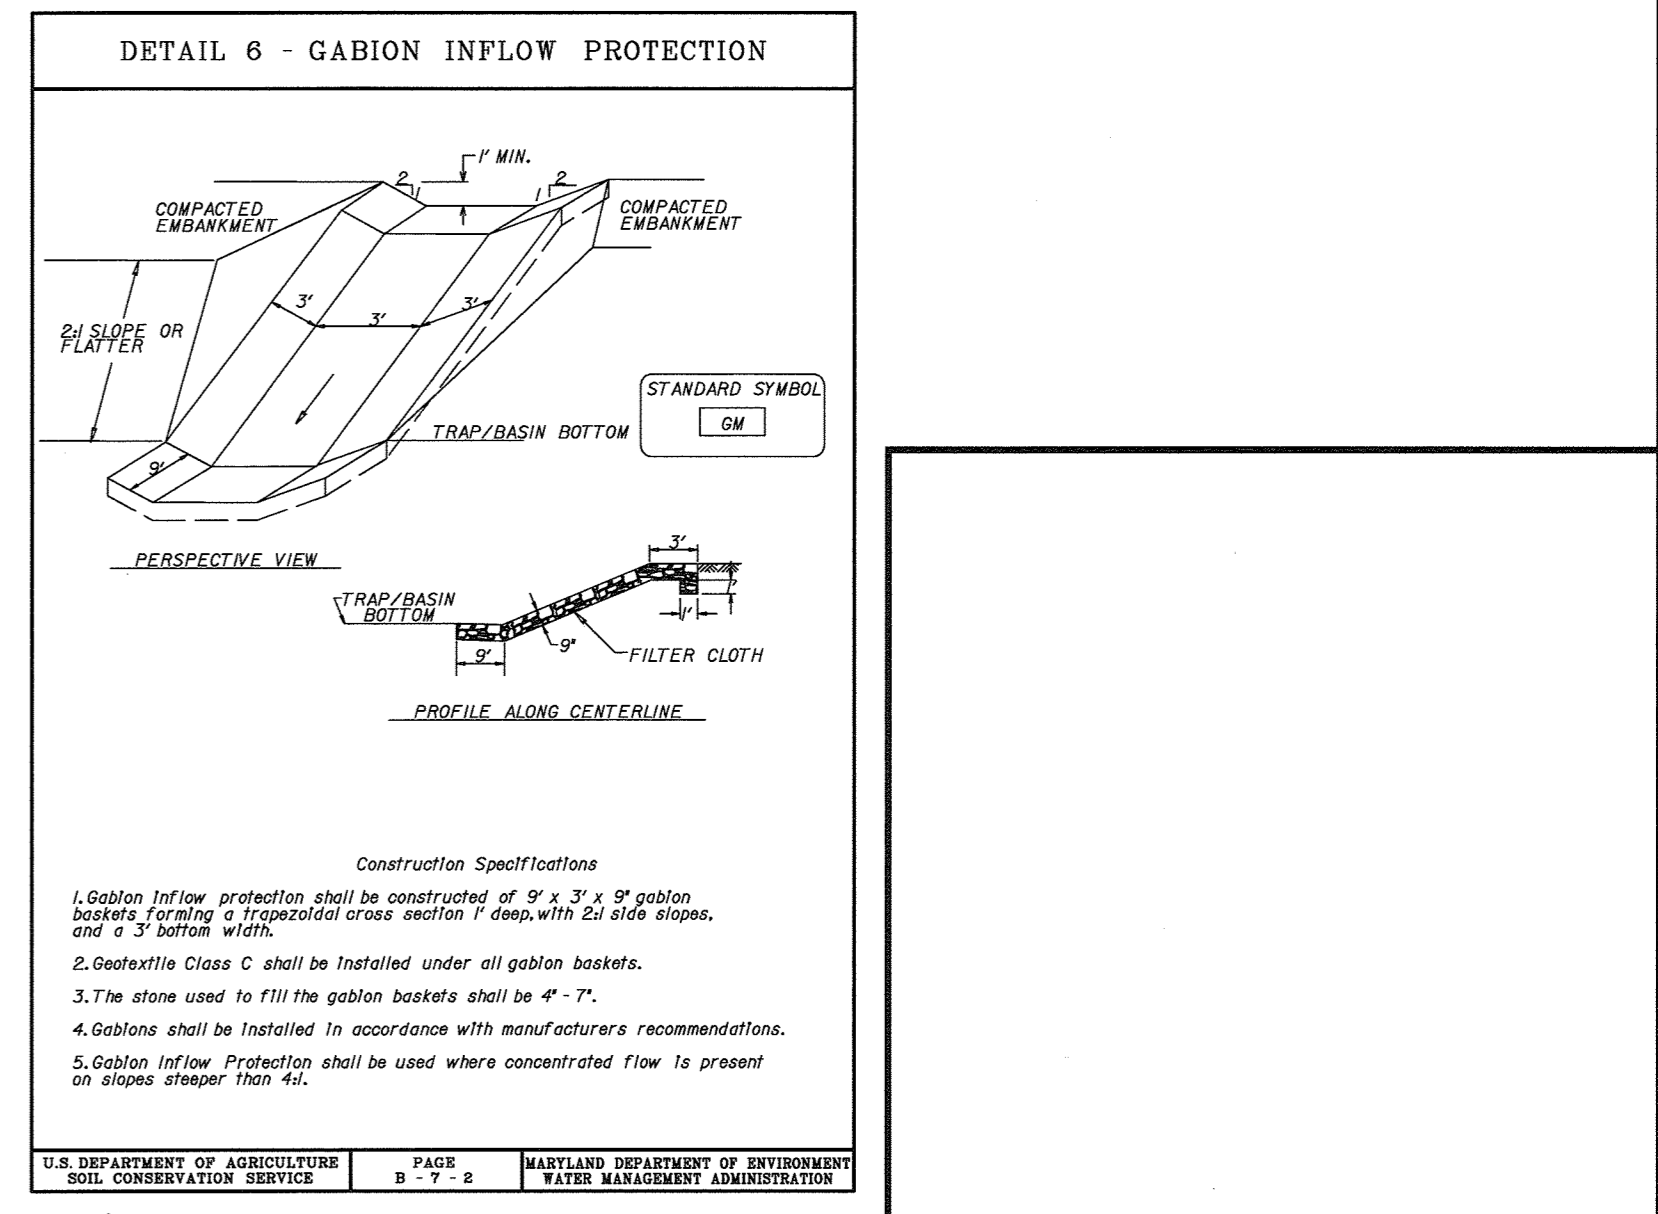 DETAIL 6 - GABION INFLOW PROTECTION
1' MIN.
2
1
1
2
COMPACTED
EMBANKMENT
COMPACTED
EMBANKMENT
3'
3'
3'
2:1 SLOPE OR
FLATTER
STANDARD SYMBOL
GM
TRAP/BASIN BOTTOM
9'
PERSPECTIVE VIEW
3'
1'
TRAP/BASIN
BOTTOM
1'
9"
9'
FILTER CLOTH
PROFILE ALONG CENTERLINE
Construction Specifications
1. Gabion inflow protection shall be constructed of 9' x 3' x 9" gabion
baskets forming a trapezoidal cross section 1' deep, with 2:1 side slopes,
and a 3' bottom width.
2. Geotextile Class C shall be installed under all gabion baskets.
3. The stone used to fill the gabion baskets shall be 4" - 7".
4. Gabions shall be installed in accordance with manufacturers recommendations.
5. Gabion Inflow Protection shall be used where concentrated flow is present
on slopes steeper than 4:1.
U.S. DEPARTMENT OF AGRICULTURE
SOIL CONSERVATION SERVICE
PAGE
B - 7 - 2
MARYLAND DEPARTMENT OF ENVIRONMENT
WATER MANAGEMENT ADMINISTRATION